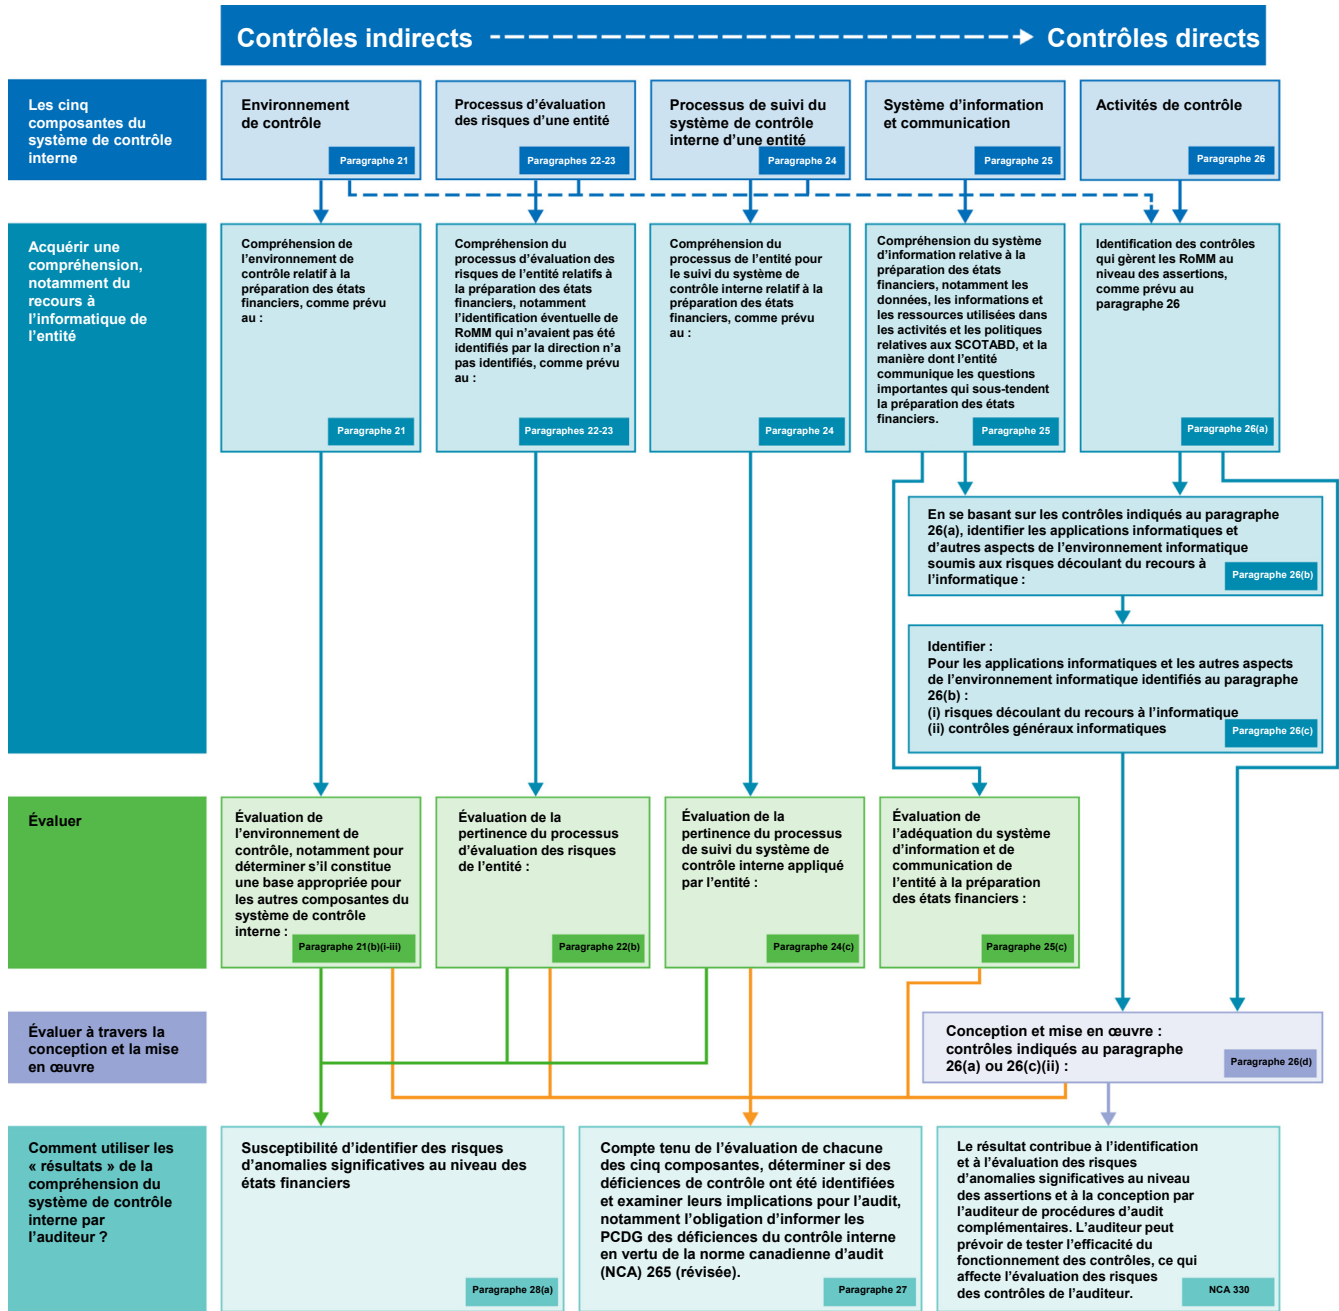 Contrôles indirects
Contrôles directs
Les cinq
composantes du
système de contrôle
interne
Environnement
de contrôle
Paragraphe 21
Processus d'évaluation
des risques d'une entité
Paragraphes 22-23
Processus de suivi du
système de contrôle
interne d'une entité
Paragraphe 24
Système d'information
et communication
Paragraphe 25
Activités de contrôle
Paragraphe 26
Acquérir une
compréhension,
notamment du
recours à
l'informatique de
l'entité
Compréhension de
l'environnement de
contrôle relatif à la
préparation des états
financiers, comme prévu
au :
Paragraphe 21
Compréhension du
processus d'évaluation des
risques de l'entité relatifs à
la préparation des états
financiers, notamment
l'identification éventuelle de
RoMM qui n'avaient pas été
identifiés par la direction n'a
pas identifiés, comme prévu
au :
Paragraphes 22-23
Compréhension du
processus de l'entité pour
le suivi du système de
contrôle interne relatif à la
préparation des états
financiers, comme prévu
au :
Paragraphe 24
Compréhension du système
d'information relative à la
préparation des états
financiers, notamment les
données, les informations et
les ressources utilisées dans
les activités et les politiques
relatives aux SCOTABD, et la
manière dont l'entité
communique les questions
importantes qui sous-tendent
la préparation des états
financiers.
Paragraphe 25
Identification des contrôles
qui gèrent les RoMM au
niveau des assertions,
comme prévu au
paragraphe 26
Paragraphe 26(a)
En se basant sur les contrôles indiqués au paragraphe
26(a), identifier les applications informatiques et
d'autres aspects de l'environnement informatique
soumis aux risques découlant du recours à
l'informatique :
Paragraphe 26(b)
Identifier :
Pour les applications informatiques et les autres aspects
de l'environnement informatique identifiés au paragraphe
26(b) :
(i) risques découlant du recours à l'informatique
(ii) contrôles généraux informatiques
Paragraphe 26(c)
Évaluer
Évaluation de
l'environnement de
contrôle, notamment pour
déterminer s'il constitue
une base appropriée pour
les autres composantes du
système de contrôle
interne :
Paragraphe 21(b)(i-iii)
Évaluation de la
pertinence du processus
d'évaluation des risques
de l'entité :
Paragraphe 22(b)
Évaluation de la
pertinence du processus
de suivi du système de
contrôle interne appliqué
par l'entité :
Paragraphe 24(c)
Évaluation de
l'adéquation du système
d'information et de
communication de
l'entité à la préparation
des états financiers :
Paragraphe 25(c)
Évaluer à travers la
conception et la mise
en œuvre
Conception et mise en œuvre :
contrôles indiqués au paragraphe
26(a) ou 26(c)(ii) :
Paragraphe 26(d)
Comment utiliser les
« résultats » de la
compréhension du
système de contrôle
interne par
l'auditeur ?
Susceptibilité d'identifier des risques
d'anomalies significatives au niveau des
états financiers
Paragraphe 28(a)
Compte tenu de l'évaluation de chacune
des cinq composantes, déterminer si des
déficiences de contrôle ont été identifiées
et examiner leurs implications pour l'audit,
notamment l'obligation d'informer les
PCDG des déficiences du contrôle interne
en vertu de la norme canadienne d'audit
(NCA) 265 (révisée).
Paragraphe 27
Le résultat contribue à l'identification
et à l'évaluation des risques
d'anomalies significatives au niveau
des assertions et à la conception par
l'auditeur de procédures d'audit
complémentaires. L'auditeur peut
prévoir de tester l'efficacité du
fonctionnement des contrôles, ce qui
affecte l'évaluation des risques
des contrôles de l'auditeur.
NCA 330